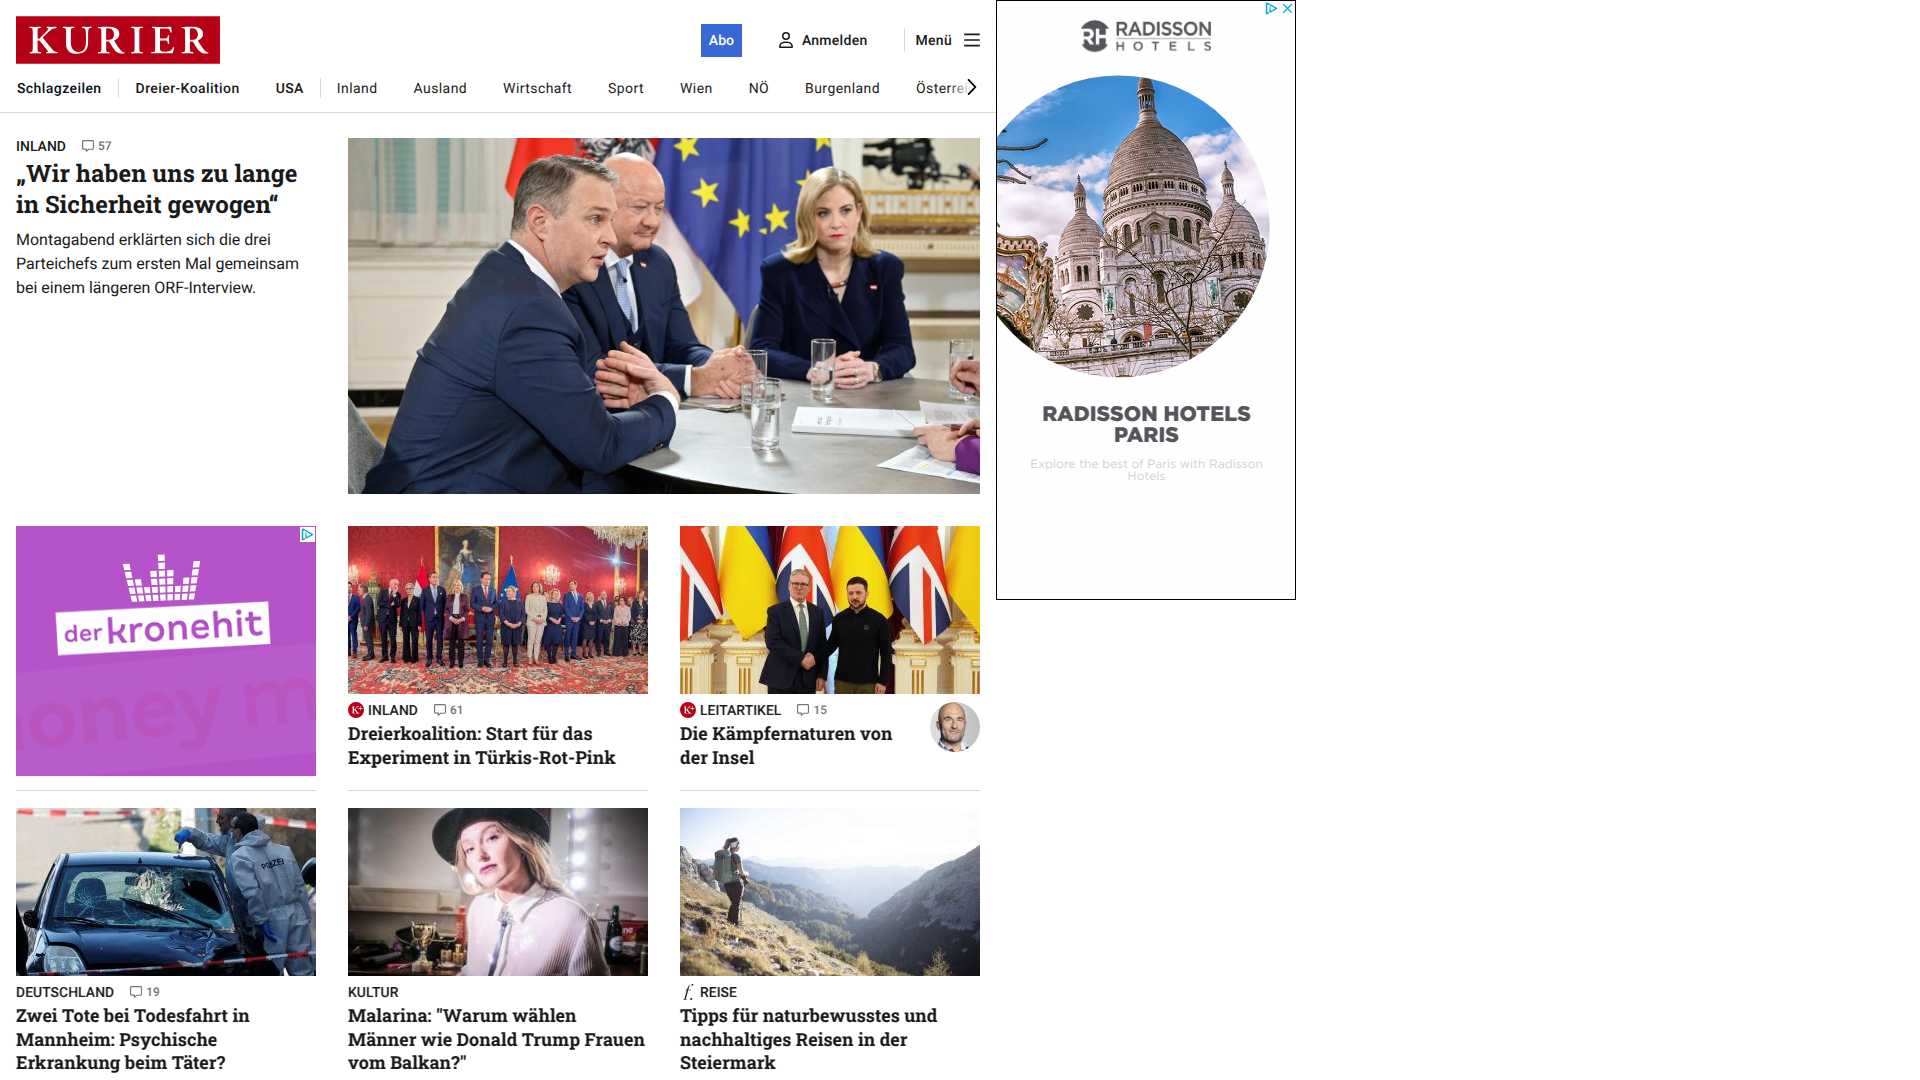 KURIER
Abo
Anmelden
Menü
Schlagzeilen
Dreier-Koalition
USA
Inland
Ausland
Wirtschaft
Sport
Wien
NÖ
Burgenland
Österre
INLAND 57
„Wir haben uns zu lange
in Sicherheit gewogen“
Montagabend erklärten sich die drei
Parteichefs zum ersten Mal gemeinsam
bei einem längeren ORF-Interview.
RH RADISSON
HOTELS
RADISSON HOTELS
PARIS
Explore the best of Paris with Radisson
Hotels
der kronehit
oney m
K+ INLAND 61
Dreierkoalition: Start für das
Experiment in Türkis-Rot-Pink
K+ LEITARTIKEL 15
Die Kämpfernaturen von
der Insel
POLIZEI
DEUTSCHLAND 19
Zwei Tote bei Todesfahrt in
Mannheim: Psychische
Erkrankung beim Täter?
KULTUR
Malarina: "Warum wählen
Männer wie Donald Trump Frauen
vom Balkan?"
f. REISE
Tipps für naturbewusstes und
nachhaltiges Reisen in der
Steiermark